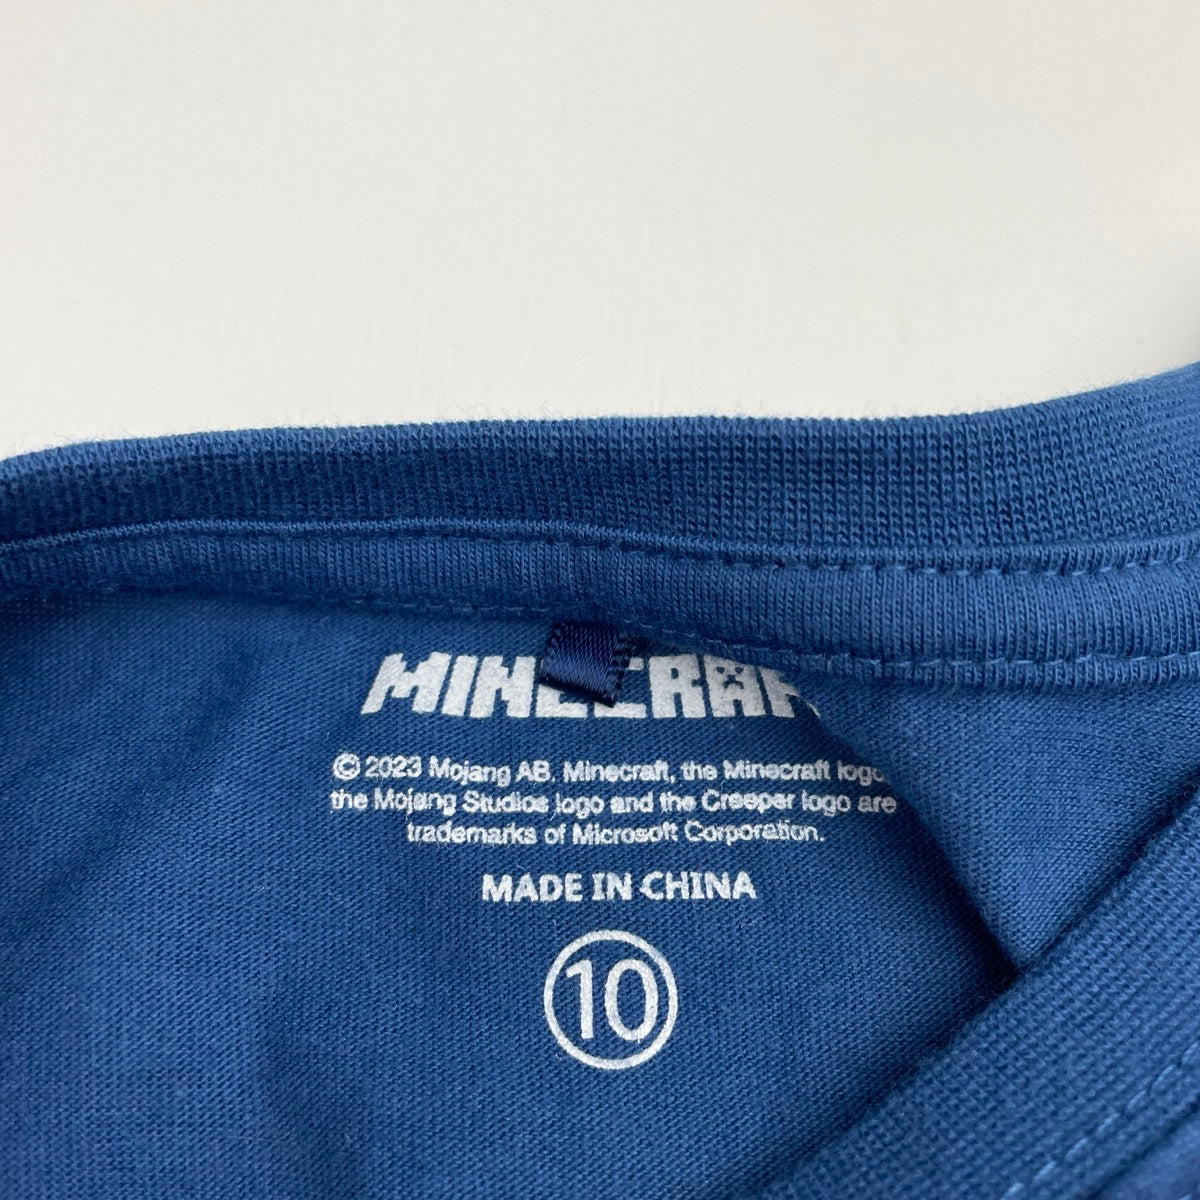 MINECRAFT
© 2023 Mojang AB. Minecraft, the Minecraft logo
the Mojang Studios logo and the Creeper logo are
trademarks of Microsoft Corporation.
MADE IN CHINA
10